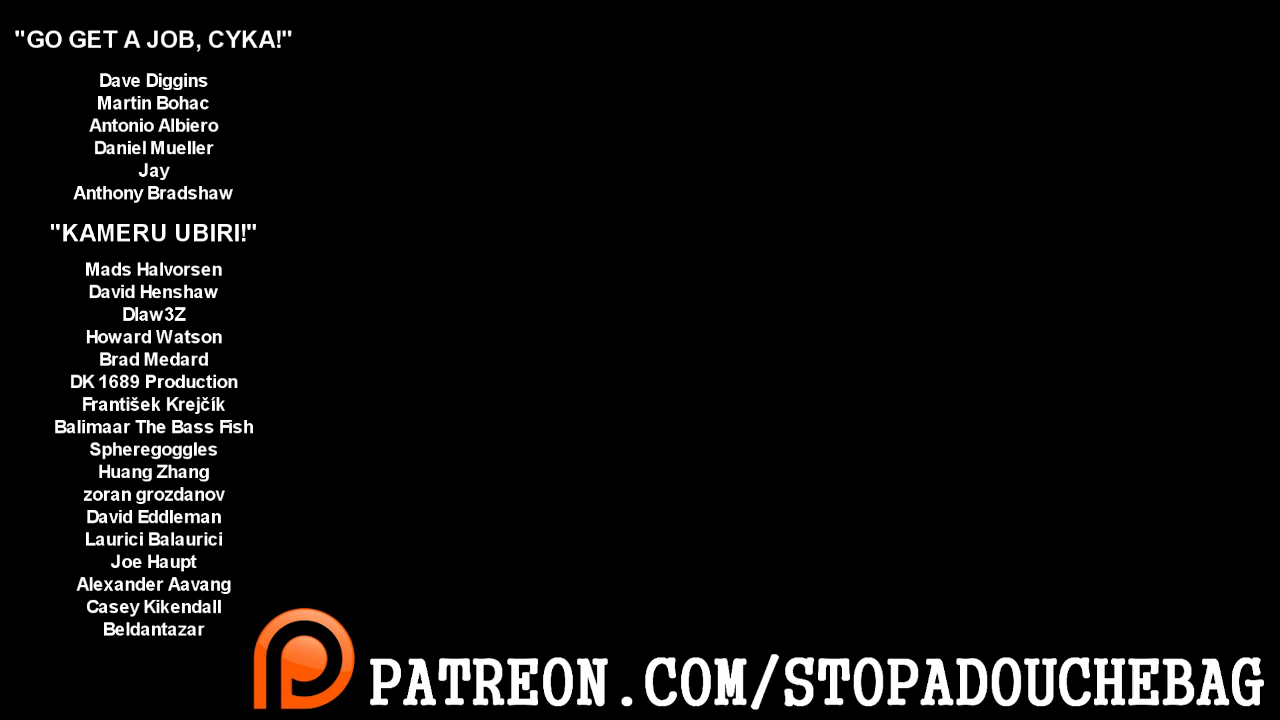 "GO GET A JOB, CYKA!"
Dave Diggins
Martin Bohac
Antonio Albiero
Daniel Mueller
Jay
Anthony Bradshaw
"KAMERU UBIRI!"
Mads Halvorsen
David Henshaw
Dlaw3Z
Howard Watson
Brad Medard
DK 1689 Production
František Krejčík
Balimaar The Bass Fish
Spheregoggles
Huang Zhang
zoran grozdanov
David Eddleman
Laurici Balaurici
Joe Haupt
Alexander Aavang
Casey Kikendall
Beldantazar
PATREON.COM/STOPADOUCHEBAG